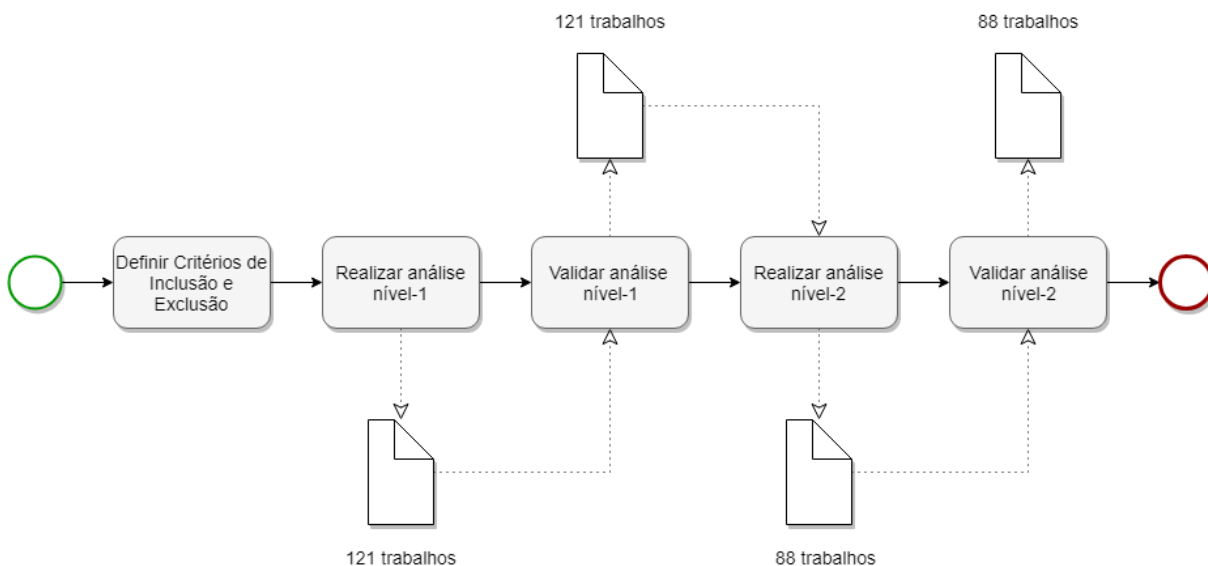 121 trabalhos
88 trabalhos
Definir Critérios de
Inclusão e
Exclusão
Realizar análise
nível-1
Validar análise
nível-1
Realizar análise
nível-2
Validar análise
nível-2
121 trabalhos
88 trabalhos